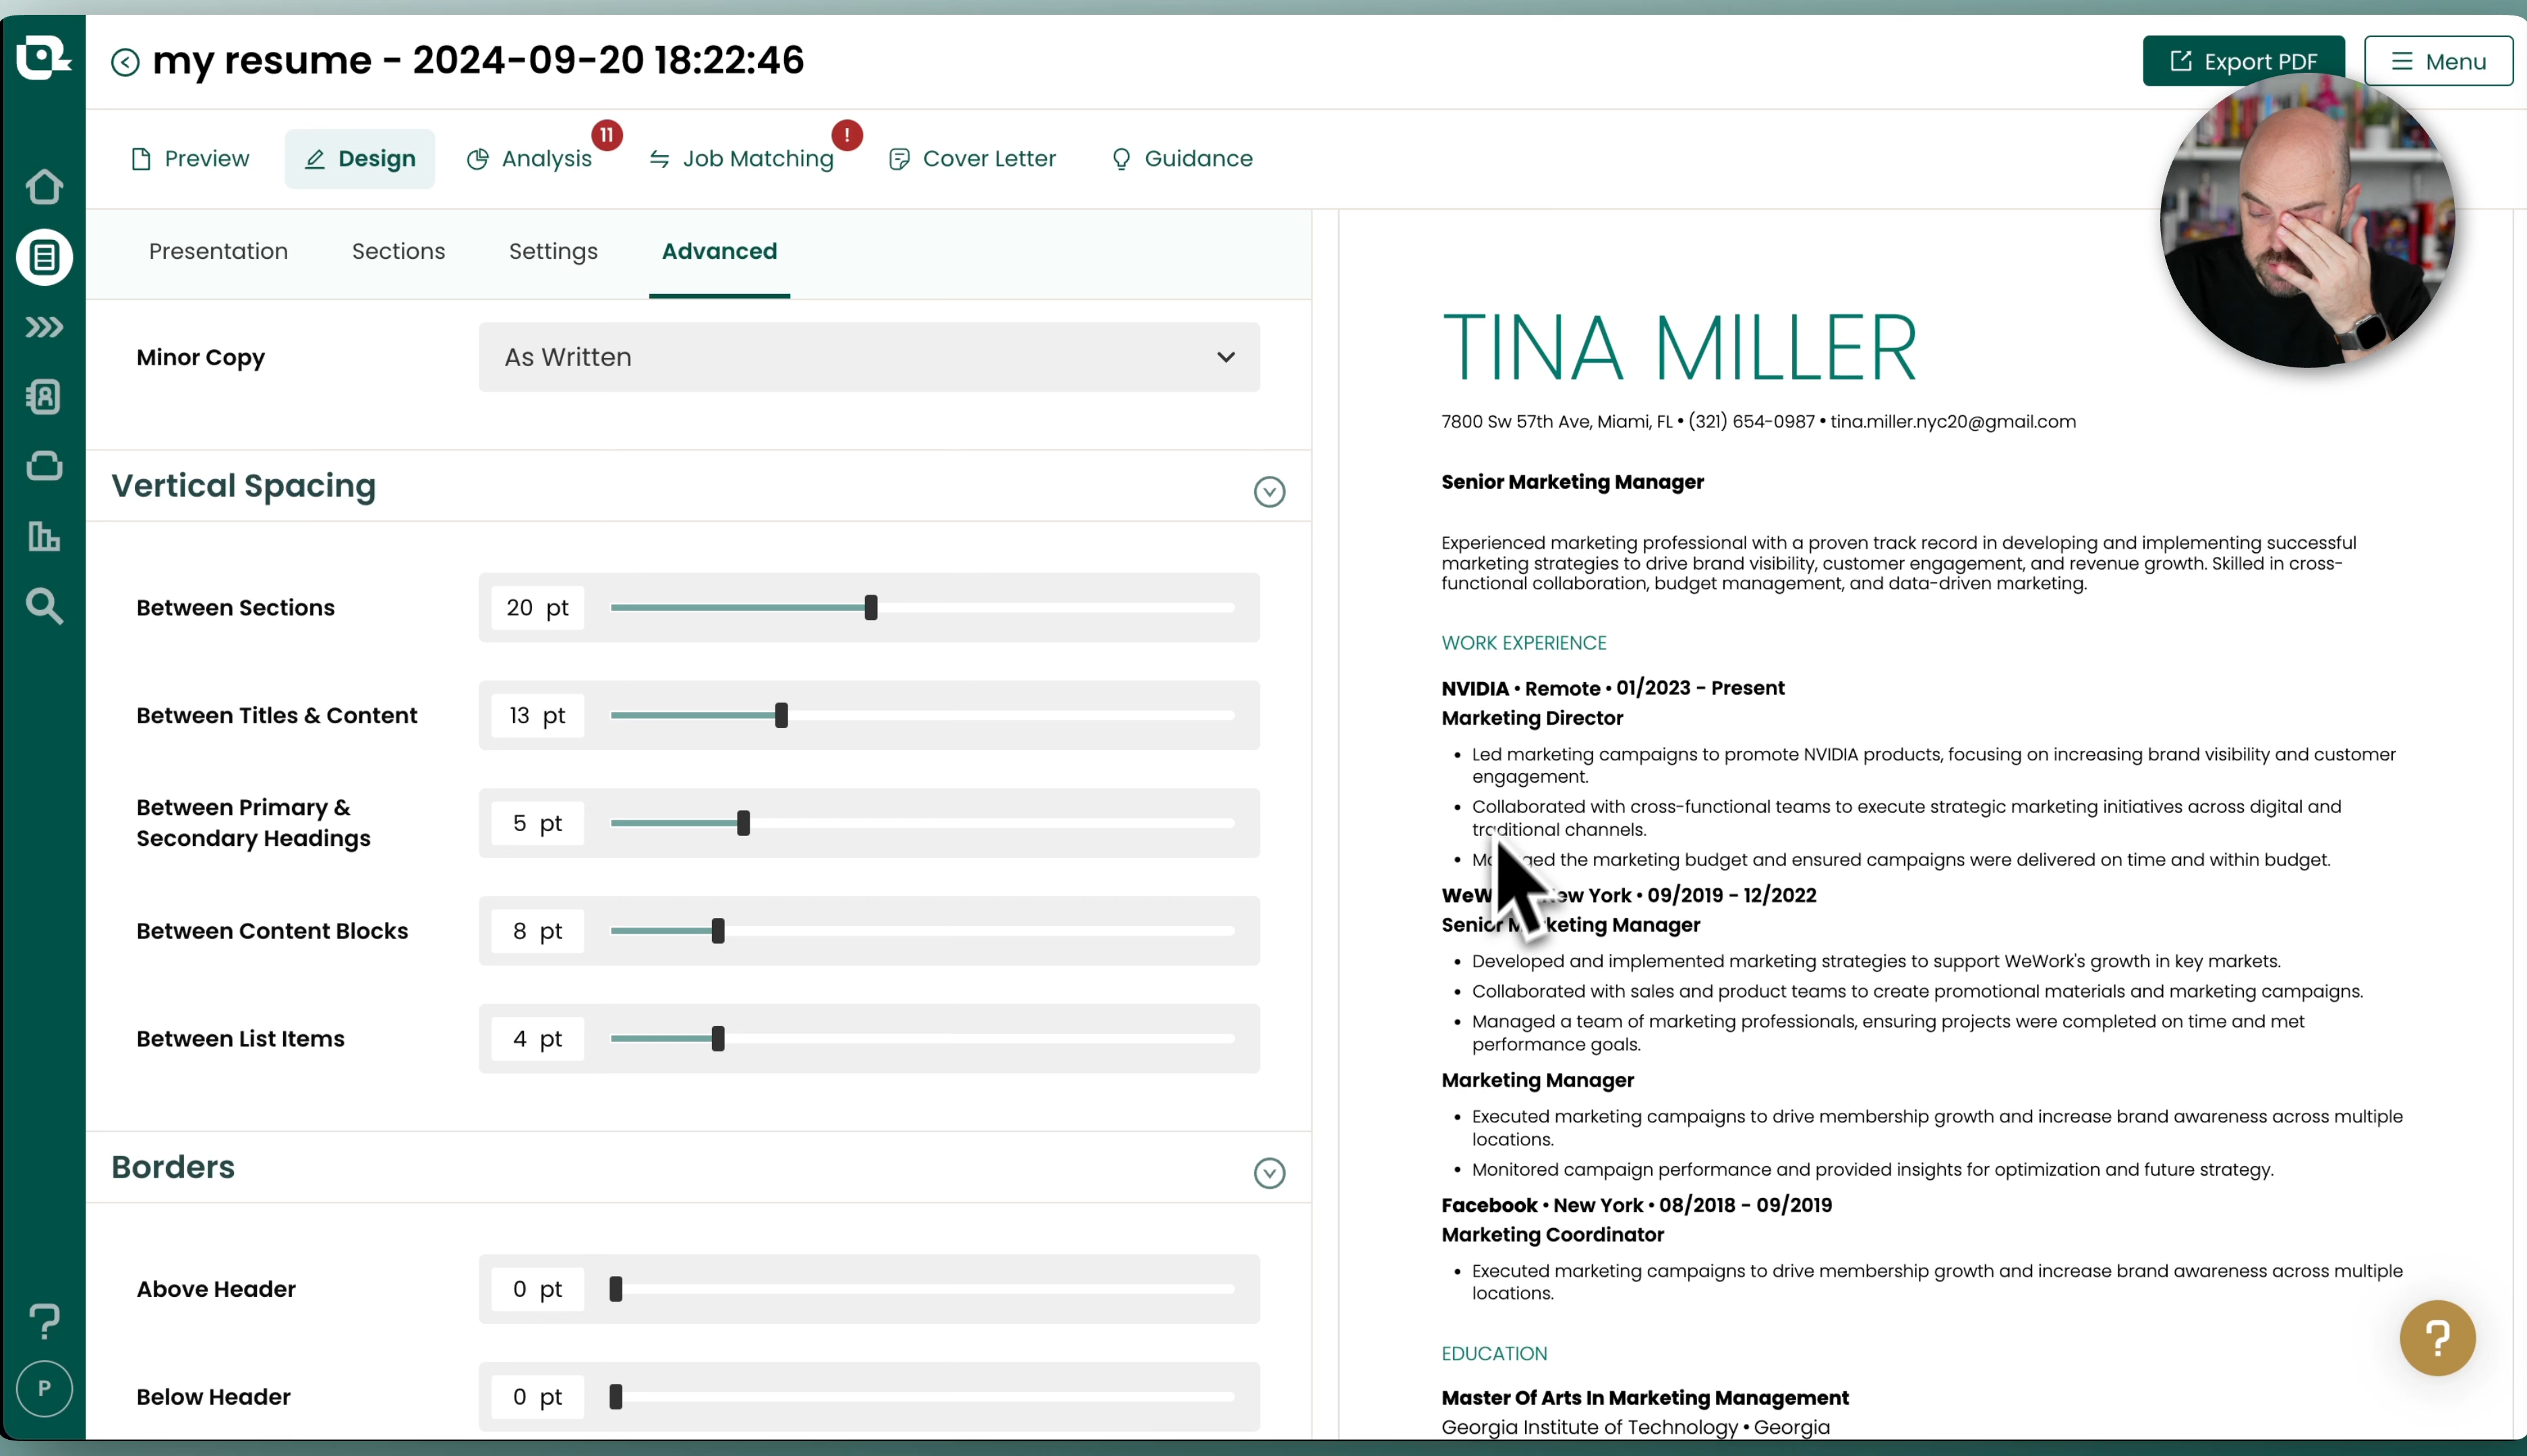 my resume - 2024-09-20 18:22:46
Export PDF
Menu
Preview
Design
Analysis
11
Job Matching
!
Cover Letter
Guidance
Presentation
Sections
Settings
Advanced
Minor Copy
As Written
Vertical Spacing
Between Sections
20 pt
Between Titles & Content
13 pt
Between Primary &
Secondary Headings
5 pt
Between Content Blocks
8 pt
Between List Items
4 pt
Borders
Above Header
0 pt
Below Header
0 pt
?
P
TINA MILLER
7800 Sw 57th Ave, Miami, FL • (321) 654-0987 • tina.miller.nyc20@gmail.com
Senior Marketing Manager
Experienced marketing professional with a proven track record in developing and implementing successful
marketing strategies to drive brand visibility, customer engagement, and revenue growth. Skilled in cross-
functional collaboration, budget management, and data-driven marketing.
WORK EXPERIENCE
NVIDIA • Remote • 01/2023 - Present
Marketing Director
• Led marketing campaigns to promote NVIDIA products, focusing on increasing brand visibility and customer
engagement.
• Collaborated with cross-functional teams to execute strategic marketing initiatives across digital and
traditional channels.
• the marketing budget and ensured campaigns were delivered on time and within budget.
York • 09/2019 - 12/2022
Senior Marketing Manager
• Developed and implemented marketing strategies to support WeWork's growth in key markets.
• Collaborated with sales and product teams to create promotional materials and marketing campaigns.
• Managed a team of marketing professionals, ensuring projects were completed on time and met
performance goals.
Marketing Manager
• Executed marketing campaigns to drive membership growth and increase brand awareness across multiple
locations.
• Monitored campaign performance and provided insights for optimization and future strategy.
Facebook • New York • 08/2018 - 09/2019
Marketing Coordinator
• Executed marketing campaigns to drive membership growth and increase brand awareness across multiple
locations.
EDUCATION
Master Of Arts In Marketing Management
Georgia Institute of Technology • Georgia
?